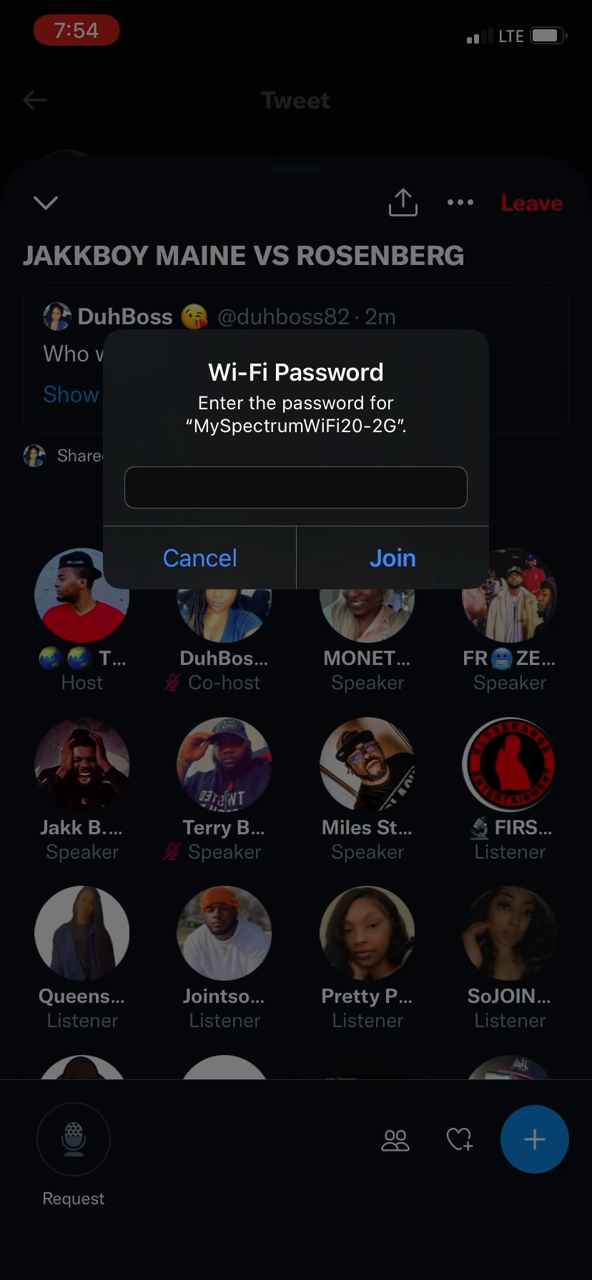 7:54
LTE
Tweet
Leave
JAKKBOY MAINE VS ROSENBERG
DuhBoss 😘 @duhboss82 · 2m
Who
Show
Share
Wi-Fi Password
Enter the password for
“MySpectrumWiFi20-2G”.
Cancel Join
🌏🌏 T... DuhBos... MONET... FR🥶ZE...
Host Co-host Speaker Speaker
Jakk B.... Terry B... Miles St... 🔬FIRS...
Speaker Speaker Speaker Listener
Queens... Jointso... Pretty P... SoJOIN...
Listener Listener Listener Listener
Request